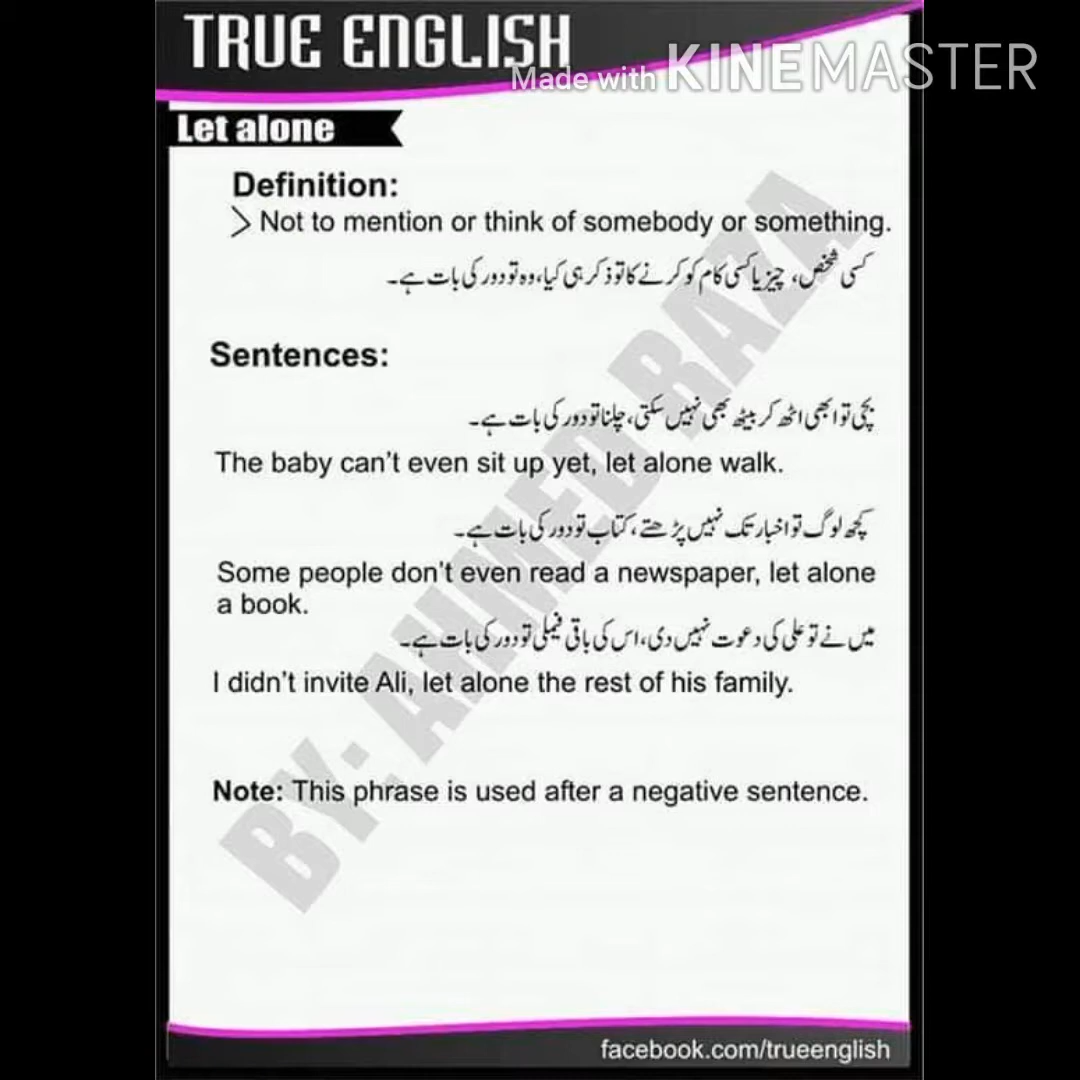 TRUE ENGLISH
Made with KINEMASTER
Let alone
Definition:
Not to mention or think of somebody or something.
کسی شخص، چیز یا کسی کام کو کرنے کا تو ذکر ہی کیا، وہ تو دور کی بات ہے۔
Sentences:
بچی تو ابھی اٹھ کر بیٹھ بھی نہیں سکتی، چلنا تو دور کی بات ہے۔
The baby can't even sit up yet, let alone walk.
کچھ لوگ تو اخبار تک نہیں پڑھتے، کتاب تو دور کی بات ہے۔
Some people don't even read a newspaper, let alone
a book.
میں نے تو علی کی دعوت نہیں دی، اس کی باقی فیملی تو دور کی بات ہے۔
I didn't invite Ali, let alone the rest of his family.
Note: This phrase is used after a negative sentence.
BY: AHMED RAZA
facebook.com/trueenglish